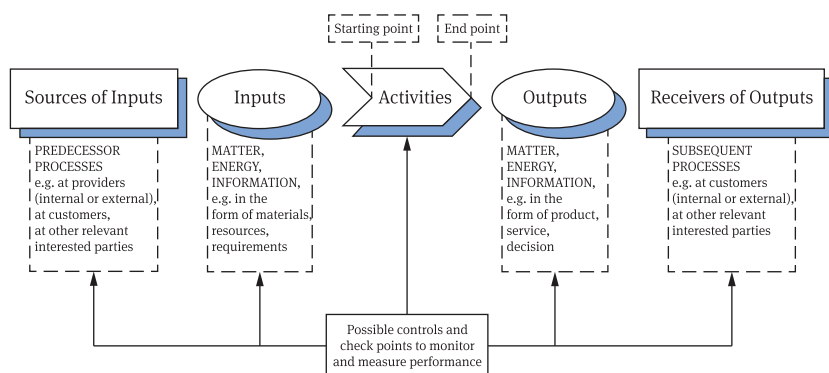 Starting point
End point
Sources of Inputs
Inputs
Activities
Outputs
Receivers of Outputs
PREDECESSOR
PROCESSES
e.g. at providers
(internal or external),
at customers,
at other relevant
interested parties
MATTER,
ENERGY,
INFORMATION,
e.g. in the
form of materials,
resources,
requirements
MATTER,
ENERGY,
INFORMATION,
e.g. in the
form of product,
service,
decision
SUBSEQUENT
PROCESSES
e.g. at customers
(internal or external),
at other relevant
interested parties
Possible controls and
check points to monitor
and measure performance